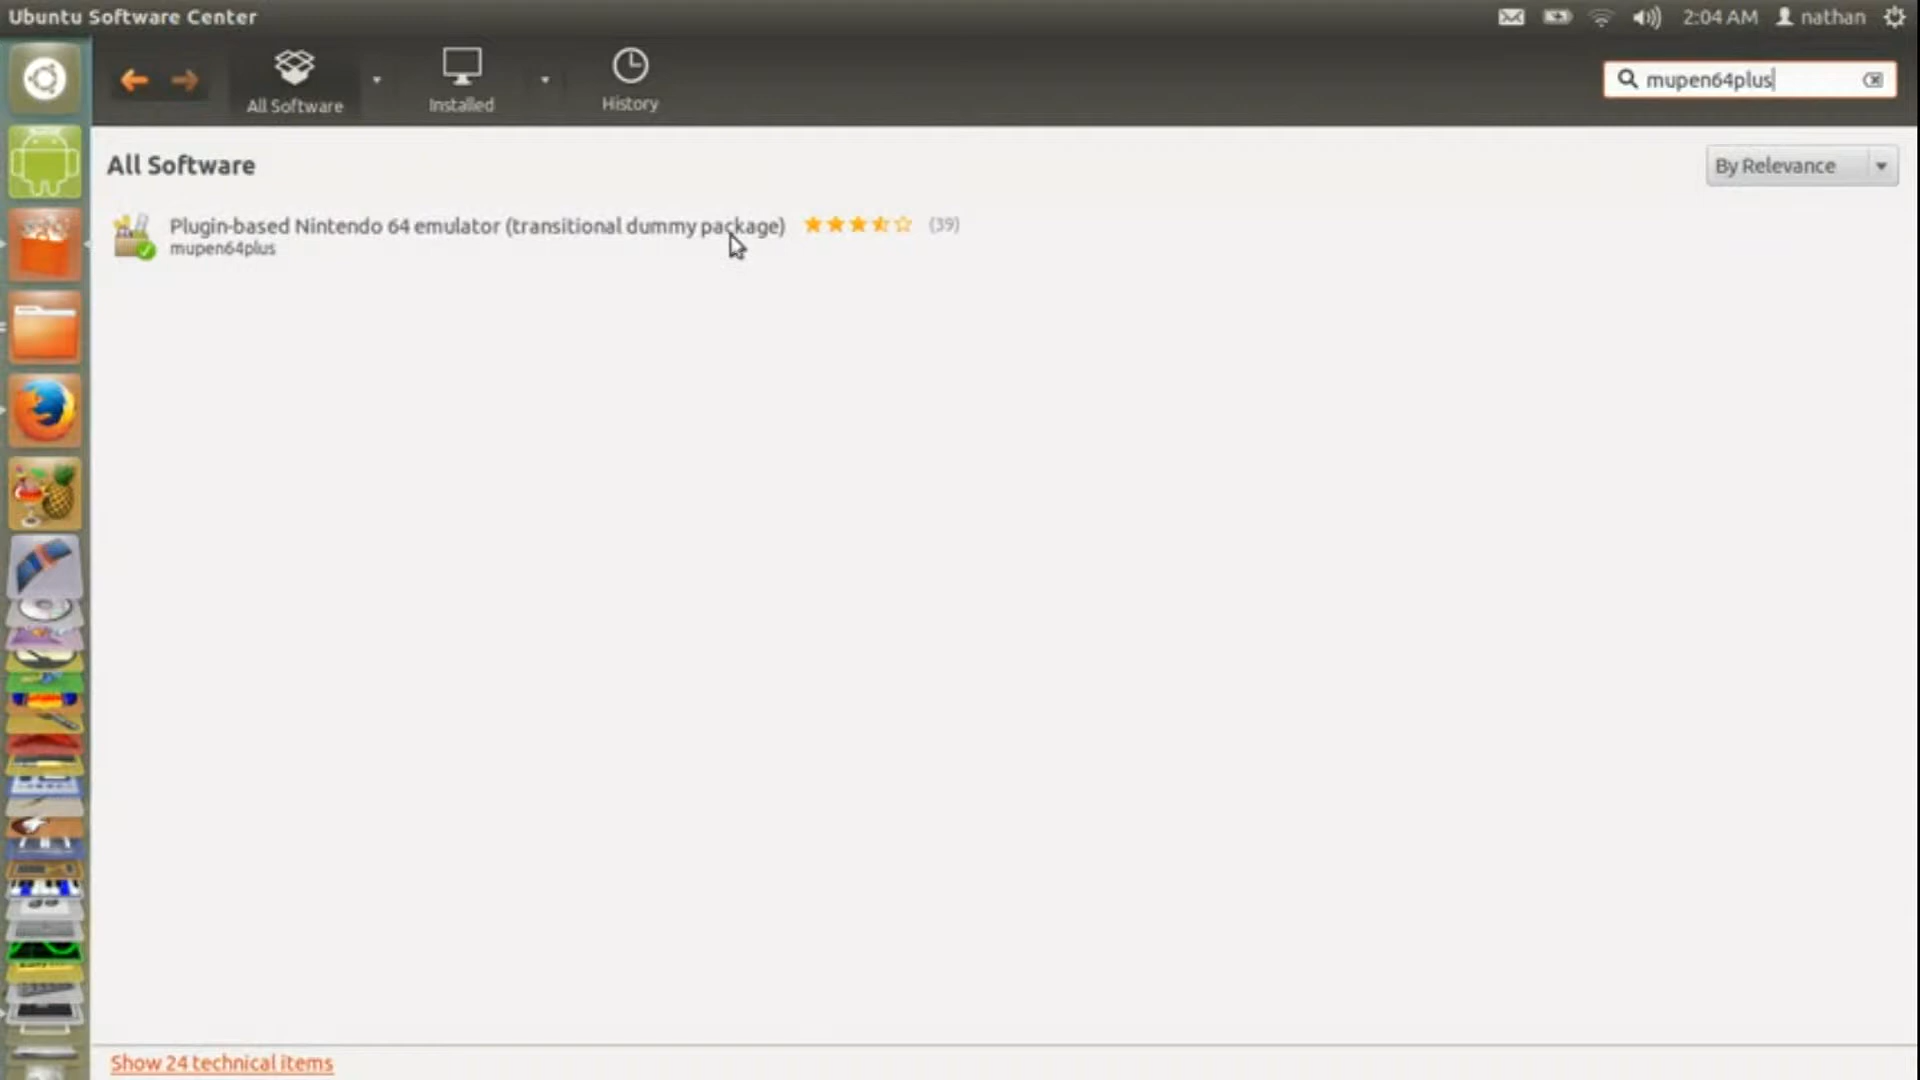 Ubuntu Software Center
2:04 AM nathan
All Software
Installed
History
mupen64plus
All Software
By Relevance
Plugin-based Nintendo 64 emulator (transitional dummy package) (39)
mupen64plus
Show 24 technical items